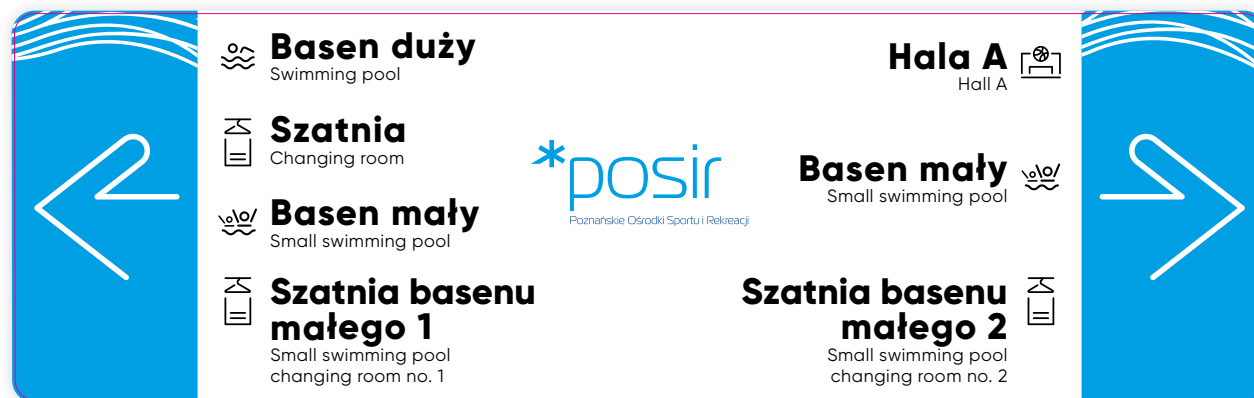 Basen duży
Swimming pool
Szatnia
Changing room
Basen mały
Small swimming pool
Szatnia basenu
małego 1
Small swimming pool
changing room no. 1
*posir
Poznańskie Ośrodki Sportu i Rekreacji
Hala A
Hall A
Basen mały
Small swimming pool
Szatnia basenu
małego 2
Small swimming pool
changing room no. 2